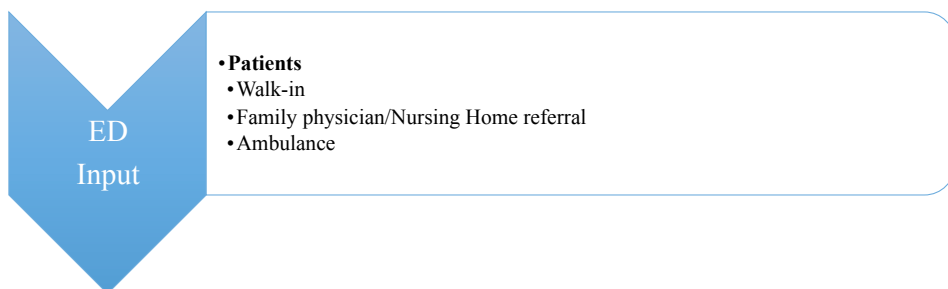 ED
Input
•Patients
•Walk-in
•Family physician/Nursing Home referral
•Ambulance